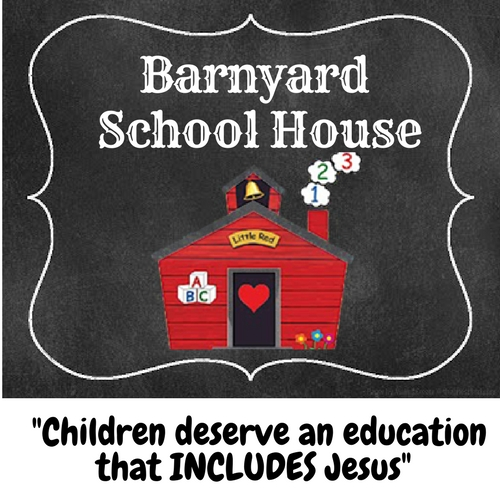 Barnyard
School House
3
2
1
Little Red
A
B C
"Children deserve an education
that INCLUDES Jesus"